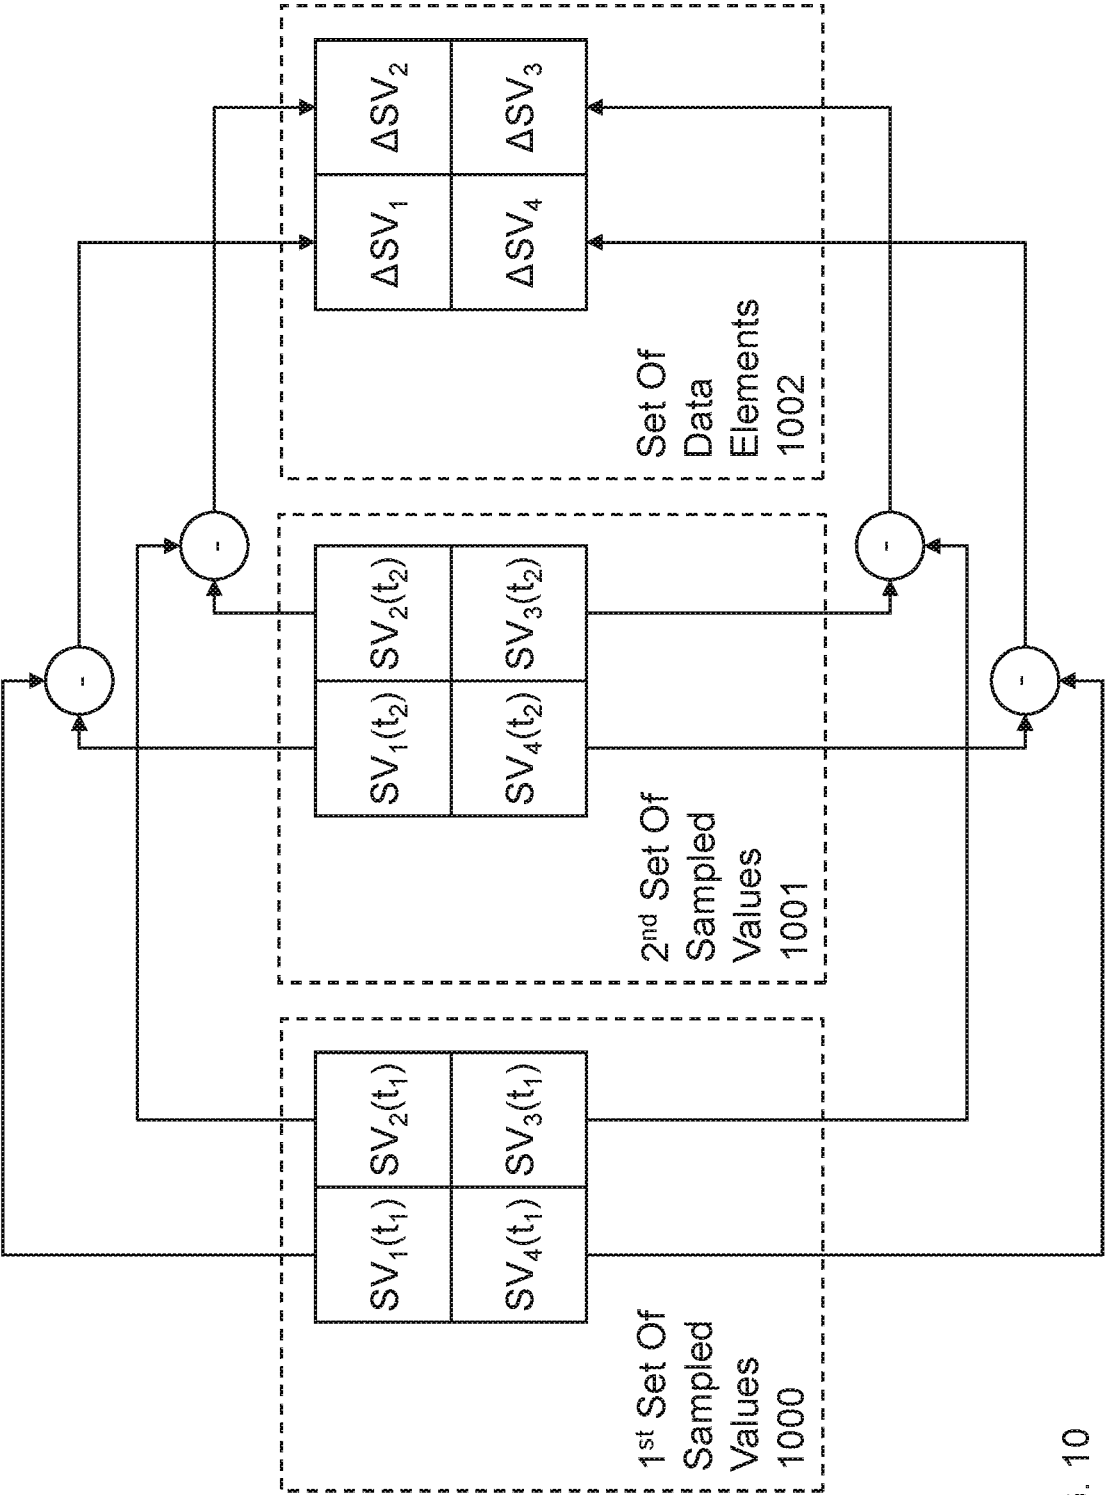 SV₁(t₁) SV₂(t₁)
SV₄(t₁) SV₃(t₁)
1st Set Of
Sampled
Values
1000
SV₁(t₂) SV₂(t₂)
SV₄(t₂) SV₃(t₂)
2nd Set Of
Sampled
Values
1001
ΔSV₁ ΔSV₂
ΔSV₄ ΔSV₃
Set Of
Data
Elements
1002
-
-
-
-
10